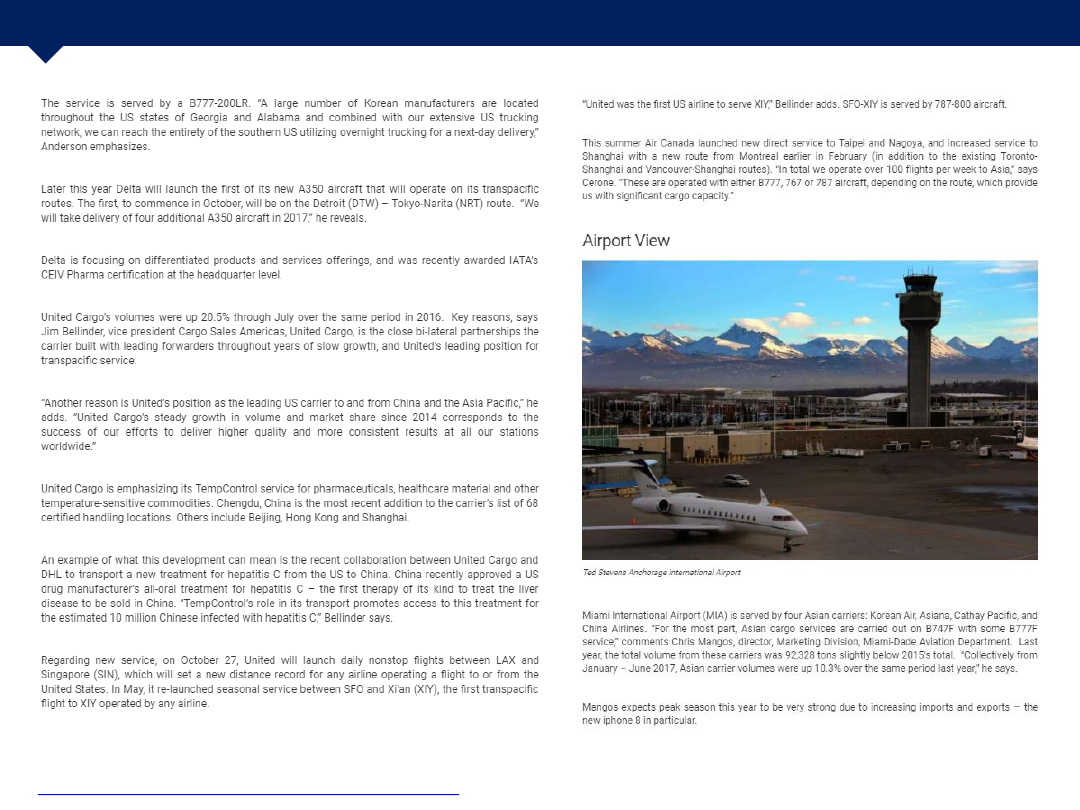 The service is served by a B777-200LR. “A large number of Korean manufacturers are located
throughout the US states of Georgia and Alabama and combined with our extensive US trucking
network, we can reach the entirety of the southern US utilizing overnight trucking for a next-day delivery,”
Anderson emphasizes.
Later this year Delta will launch the first of its new A350 aircraft that will operate on its transpacific
routes. The first, to commence in October, will be on the Detroit (DTW) – Tokyo-Narita (NRT) route. “We
will take delivery of four additional A350 aircraft in 2017,” he reveals.
Delta is focusing on differentiated products and services offerings, and was recently awarded IATA’s
CEIV Pharma certification at the headquarter level.
United Cargo’s volumes were up 20.5% through July over the same period in 2016. Key reasons, says
Jim Bellinder, vice president Cargo Sales Americas, United Cargo, is the close bi-lateral partnerships the
carrier built with leading forwarders throughout years of slow growth, and United’s leading position for
transpacific service.
“Another reason is United’s position as the leading US carrier to and from China and the Asia Pacific,” he
adds. “United Cargo’s steady growth in volume and market share since 2014 corresponds to the
success of our efforts to deliver higher quality and more consistent results at all our stations
worldwide.”
United Cargo is emphasizing its TempControl service for pharmaceuticals, healthcare material and other
temperature-sensitive commodities. Chengdu, China is the most recent addition to the carrier’s list of 68
certified handling locations. Others include Beijing, Hong Kong and Shanghai.
An example of what this development can mean is the recent collaboration between United Cargo and
DHL to transport a new treatment for hepatitis C from the US to China. China recently approved a US
drug manufacturer’s all-oral treatment for hepatitis C – the first therapy of its kind to treat the liver
disease to be sold in China. “TempControl’s role in its transport promotes access to this treatment for
the estimated 10 million Chinese infected with hepatitis C,” Bellinder says.
Regarding new service, on October 27, United will launch daily nonstop flights between LAX and
Singapore (SIN), which will set a new distance record for any airline operating a flight to or from the
United States. In May, it re-launched seasonal service between SFO and Xi’an (XIY), the first transpacific
flight to XIY operated by any airline.
“United was the first US airline to serve XIY,” Bellinder adds. SFO-XIY is served by 787-800 aircraft.
This summer Air Canada launched new direct service to Taipei and Nagoya, and increased service to
Shanghai with a new route from Montreal earlier in February (in addition to the existing Toronto-
Shanghai and Vancouver-Shanghai routes). “In total we operate over 100 flights per week to Asia,” says
Cerone. “These are operated with either B777, 767 or 787 aircraft, depending on the route, which provide
us with significant cargo capacity.”
Airport View
Ted Stevens Anchorage International Airport
Miami International Airport (MIA) is served by four Asian carriers: Korean Air, Asiana, Cathay Pacific, and
China Airlines. “For the most part, Asian cargo services are carried out on B747F with some B777F
service,” comments Chris Mangos, director, Marketing Division, Miami-Dade Aviation Department. Last
year, the total volume from these carriers was 92,328 tons slightly below 2015’s total. “Collectively from
January – June 2017, Asian carrier volumes were up 10.3% over the same period last year,” he says.
Mangos expects peak season this year to be very strong due to increasing imports and exports — the
new iphone 8 in particular.